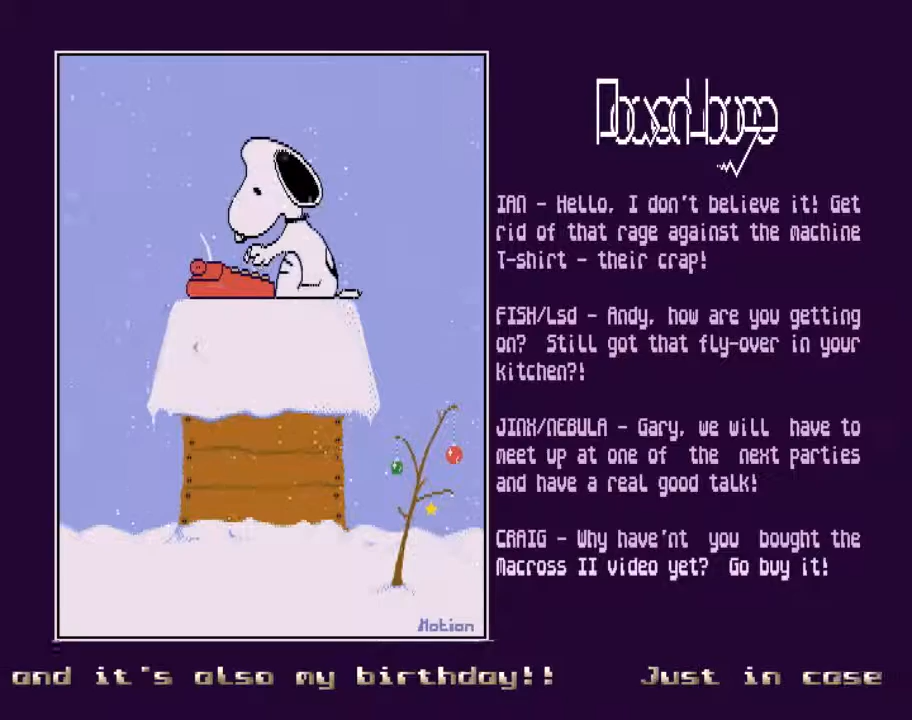 IAN - Hello, I don't believe it! Get
rid of that rage against the machine
T-shirt - their crap!
FISH/Lsd - Andy, how are you getting
on? Still got that fly-over in your
kitchen?!
JINX/NEBULA - Gary, we will have to
meet up at one of the next parties
and have a real good talk!
CRAIG - Why have'nt you bought the
Macross II video yet? Go buy it!
Motion
and it's also my birthday!! Just in case